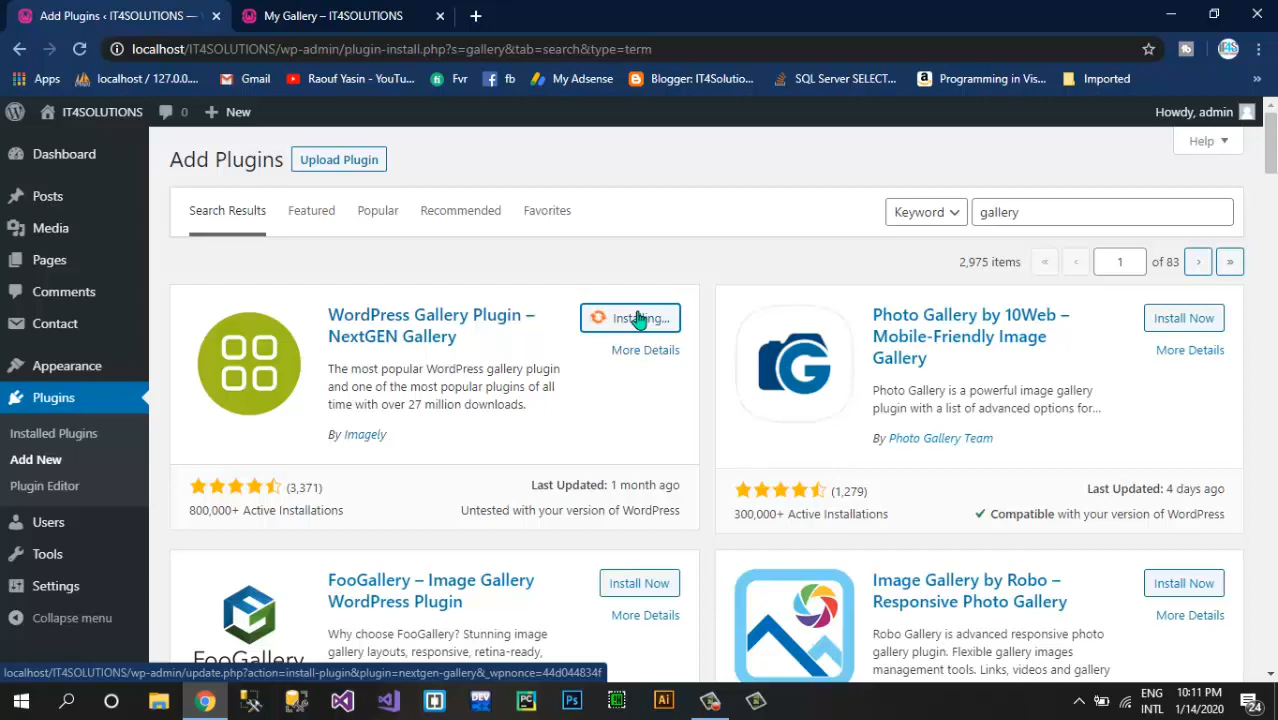 Add Plugins ‹ IT4SOLUTIONS —
My Gallery – IT4SOLUTIONS
localhost/IT4SOLUTIONS/wp-admin/plugin-install.php?s=gallery&tab=search&type=term
Apps
localhost / 127.0.0...
Gmail
Raouf Yasin - YouTu...
Fvr
fb
My Adsense
Blogger: IT4Solutio...
SQL Server SELECT...
Programming in Vis...
Imported
»
IT4SOLUTIONS
0
New
Howdy, admin
Help
Dashboard
Posts
Media
Pages
Comments
Contact
Appearance
Plugins
Installed Plugins
Add New
Plugin Editor
Users
Tools
Settings
Collapse menu
Add Plugins
Upload Plugin
Search Results
Featured
Popular
Recommended
Favorites
Keyword
gallery
2,975 items
«
‹
1
of 83
›
»
WordPress Gallery Plugin –
NextGEN Gallery
Installing...
More Details
The most popular WordPress gallery plugin
and one of the most popular plugins of all
time with over 27 million downloads.
By Imagely
(3,371)
800,000+ Active Installations
Last Updated: 1 month ago
Untested with your version of WordPress
Photo Gallery by 10Web –
Mobile-Friendly Image
Gallery
Install Now
More Details
Photo Gallery is a powerful image gallery
plugin with a list of advanced options for...
By Photo Gallery Team
(1,279)
300,000+ Active Installations
Last Updated: 4 days ago
Compatible with your version of WordPress
FooGallery – Image Gallery
WordPress Plugin
Install Now
More Details
Why choose FooGallery? Stunning image
gallery layouts, responsive, retina-ready,
FooGallery
Image Gallery by Robo –
Responsive Photo Gallery
Install Now
More Details
Robo Gallery is advanced responsive photo
gallery plugin. Flexible gallery images
management tools. Links, videos and gallery
localhost/IT4SOLUTIONS/wp-admin/update.php?action=install-plugin&plugin=nextgen-gallery&_wpnonce=44d044834f
DEV
PC
Ps
Ai
ENG
INTL
10:11 PM
1/14/2020
24